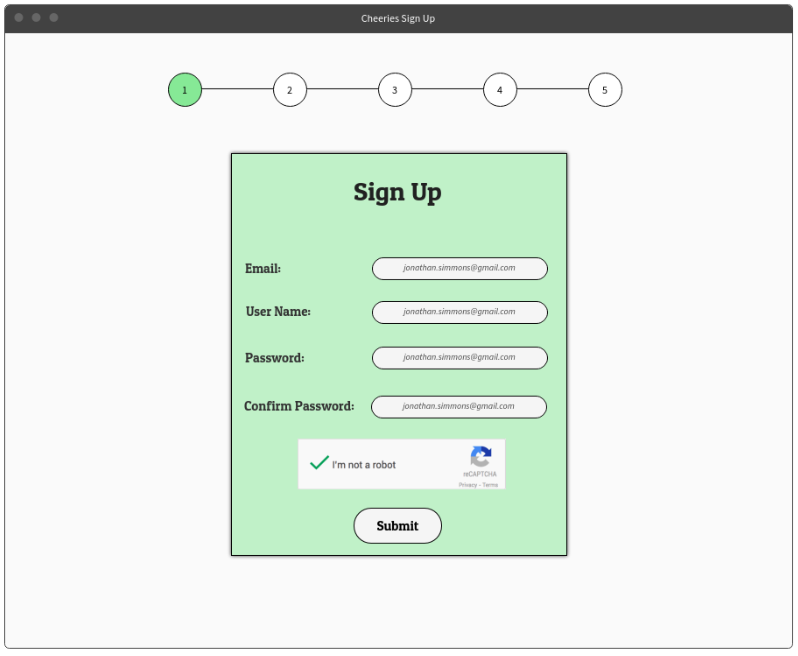 Cheeries Sign Up
1 2 3 4 5
Sign Up
Email: jonathan.simmons@gmail.com
User Name: jonathan.simmons@gmail.com
Password: jonathan.simmons@gmail.com
Confirm Password: jonathan.simmons@gmail.com
I'm not a robot
reCAPTCHA
Privacy - Terms
Submit